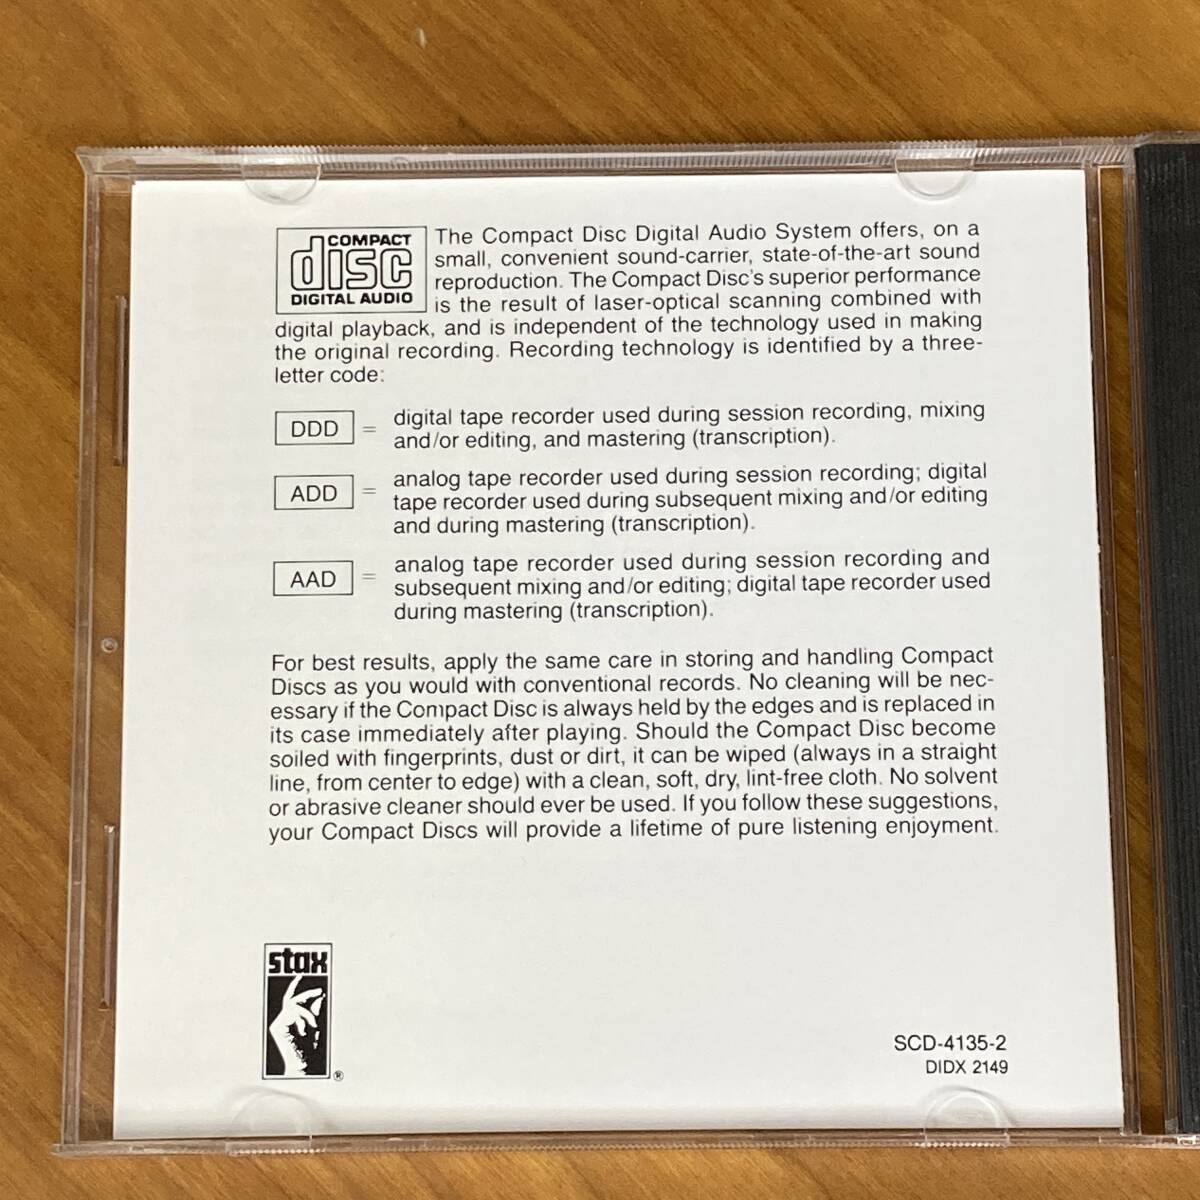 COMPACT
disc
DIGITAL AUDIO
The Compact Disc Digital Audio System offers, on a
small, convenient sound-carrier, state-of-the-art sound
reproduction. The Compact Disc's superior performance
is the result of laser-optical scanning combined with
digital playback, and is independent of the technology used in making
the original recording. Recording technology is identified by a three-
letter code:
DDD = digital tape recorder used during session recording, mixing
and/or editing, and mastering (transcription).
ADD = analog tape recorder used during session recording; digital
tape recorder used during subsequent mixing and/or editing
and during mastering (transcription).
AAD = analog tape recorder used during session recording and
subsequent mixing and/or editing; digital tape recorder used
during mastering (transcription).
For best results, apply the same care in storing and handling Compact
Discs as you would with conventional records. No cleaning will be nec-
essary if the Compact Disc is always held by the edges and is replaced in
its case immediately after playing. Should the Compact Disc become
soiled with fingerprints, dust or dirt, it can be wiped (always in a straight
line, from center to edge) with a clean, soft, dry, lint-free cloth. No solvent
or abrasive cleaner should ever be used. If you follow these suggestions,
your Compact Discs will provide a lifetime of pure listening enjoyment.
stax
®
SCD-4135-2
DIDX 2149